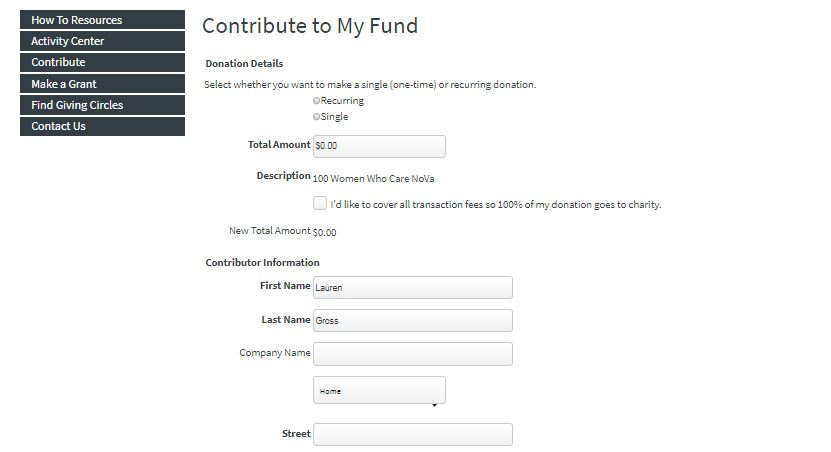 How To Resources
Activity Center
Contribute
Make a Grant
Find Giving Circles
Contact Us
Contribute to My Fund
Donation Details
Select whether you want to make a single (one-time) or recurring donation.
Recurring
Single
Total Amount $0.00
Description 100 Women Who Care NoVa
I'd like to cover all transaction fees so 100% of my donation goes to charity.
New Total Amount $0.00
Contributor Information
First Name Lauren
Last Name Gross
Company Name
Home
Street